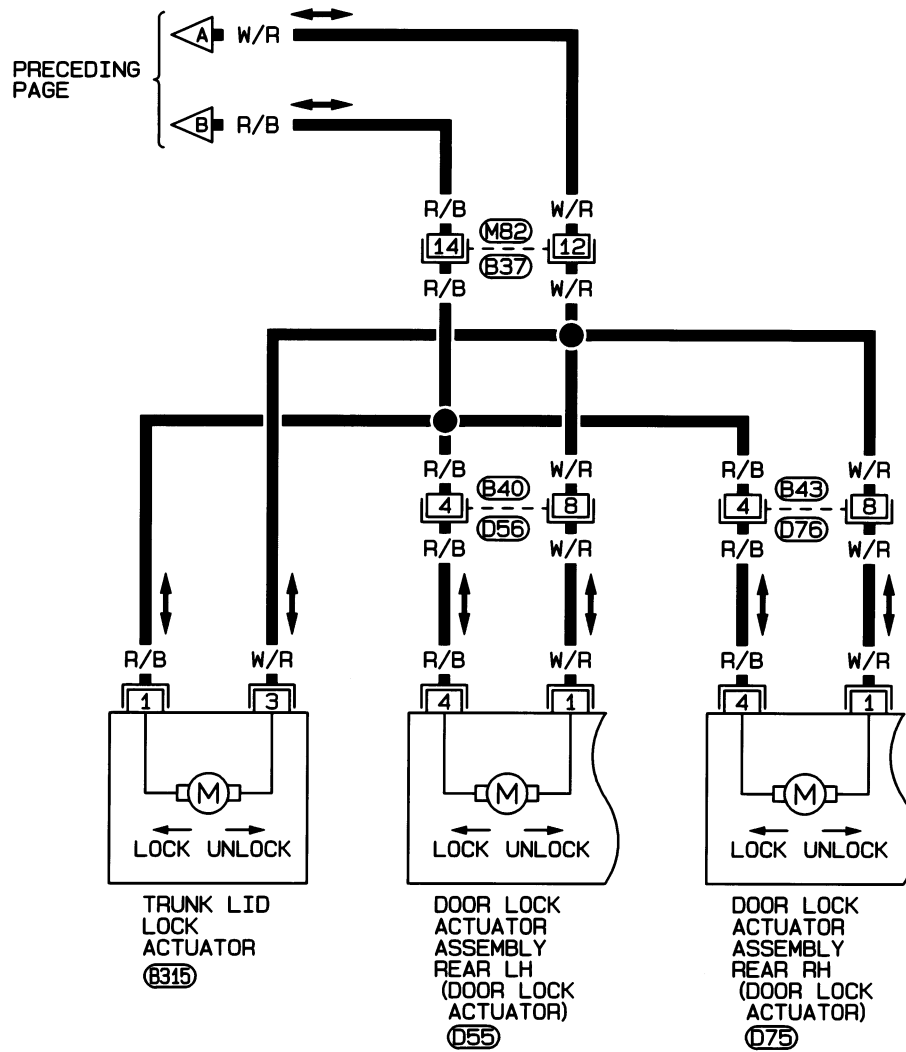 A W/R
PRECEDING
PAGE
B R/B
R/B W/R
14 M82 12
B37
R/B W/R
R/B W/R R/B W/R
4 B40 8 4 B43 8
D56 D76
R/B W/R R/B W/R
R/B W/R R/B W/R R/B W/R
1 3 4 1 4 1
M M M
LOCK UNLOCK LOCK UNLOCK LOCK UNLOCK
TRUNK LID
LOCK
ACTUATOR
B315
DOOR LOCK
ACTUATOR
ASSEMBLY
REAR LH
(DOOR LOCK
ACTUATOR)
D55
DOOR LOCK
ACTUATOR
ASSEMBLY
REAR RH
(DOOR LOCK
ACTUATOR)
D75